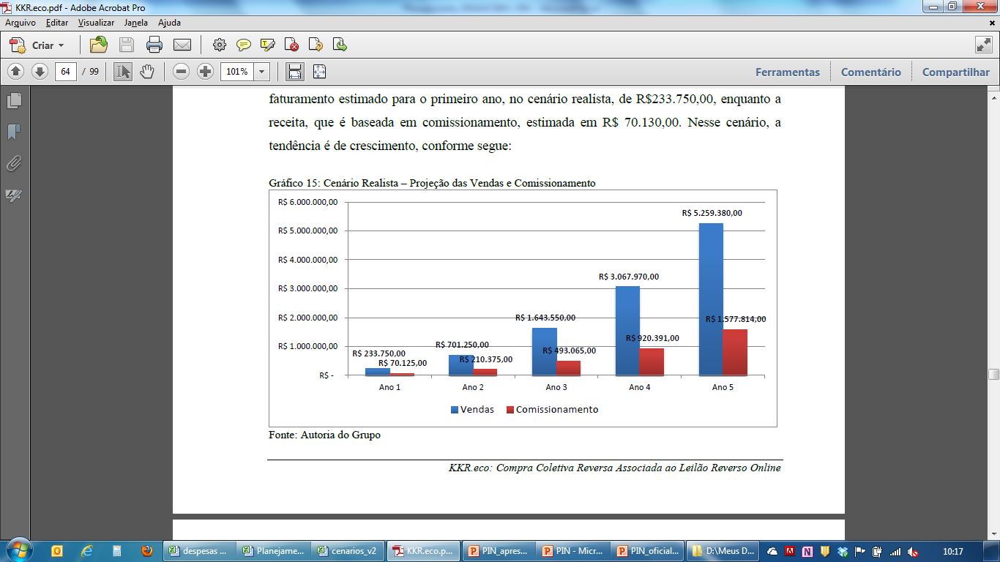 KKR.eco.pdf - Adobe Acrobat Pro
Arquivo Editar Visualizar Janela Ajuda
Criar
64 / 99 101% Ferramentas Comentário Compartilhar
faturamento estimado para o primeiro ano, no cenário realista, de R$233.750,00, enquanto a
receita, que é baseada em comissionamento, estimada em R$ 70.130,00. Nesse cenário, a
tendência é de crescimento, conforme segue:
Gráfico 15: Cenário Realista – Projeção das Vendas e Comissionamento
R$ 6.000.000,00
R$ 5.000.000,00
R$ 4.000.000,00
R$ 3.000.000,00
R$ 2.000.000,00
R$ 1.000.000,00
R$ -
R$ 233.750,00
R$ 70.125,00
R$ 701.250,00
R$ 210.375,00
R$ 1.643.550,00
R$ 493.065,00
R$ 3.067.970,00
R$ 920.391,00
R$ 5.259.380,00
R$ 1.577.814,00
Ano 1 Ano 2 Ano 3 Ano 4 Ano 5
Vendas Comissionamento
Fonte: Autoria do Grupo
KKR.eco: Compra Coletiva Reversa Associada ao Leilão Reverso Online
despesas ... Planejame... cenarios_v2 KKR.eco.p... PIN_apres... PIN - Micr... PIN_oficial... D:\Meus D... 10:17